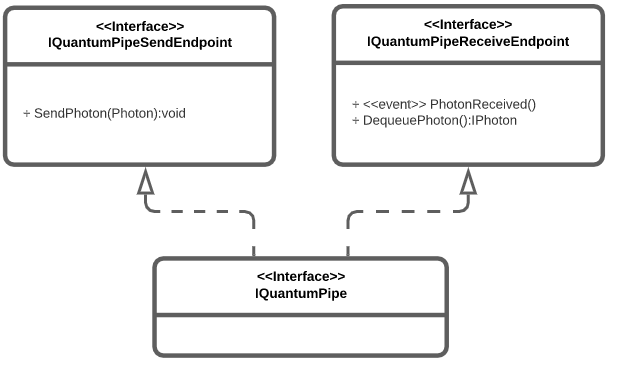 <<Interface>>
IQuantumPipeSendEndpoint
+ SendPhoton(Photon):void
<<Interface>>
IQuantumPipeReceiveEndpoint
+ <<event>> PhotonReceived()
+ DequeuePhoton():IPhoton
<<Interface>>
IQuantumPipe